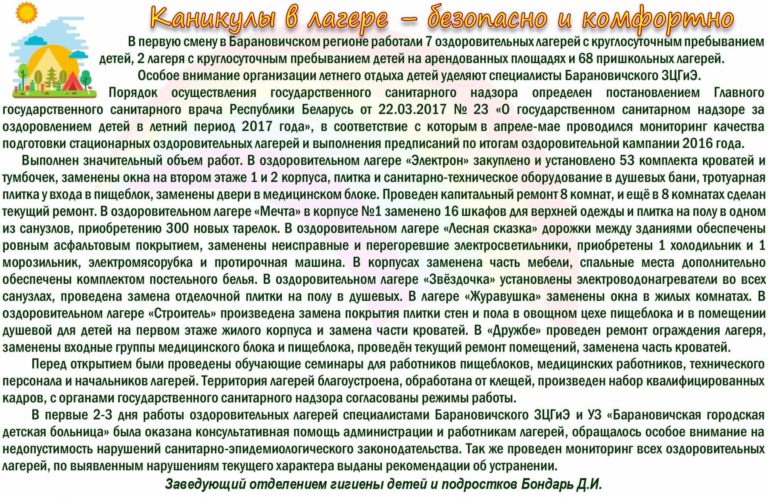 Каникулы в лагере – безопасно и комфортно
В первую смену в Барановичском регионе работали 7 оздоровительных лагерей с круглосуточным пребыванием
детей, 2 лагеря с круглосуточным пребыванием детей на арендованных площадях и 68 пришкольных лагерей.
Особое внимание организации летнего отдыха детей уделяют специалисты Барановичского ЗЦГиЭ.
Порядок осуществления государственного санитарного надзора определен постановлением Главного
государственного санитарного врача Республики Беларусь от 22.03.2017 № 23 «О государственном санитарном надзоре за
оздоровлением детей в летний период 2017 года», в соответствие с которым в апреле-мае проводился мониторинг качества
подготовки стационарных оздоровительных лагерей и выполнения предписаний по итогам оздоровительной кампании 2016 года.
Выполнен значительный объем работ. В оздоровительном лагере «Электрон» закуплено и установлено 53 комплекта кроватей и
тумбочек, заменены окна на втором этаже 1 и 2 корпуса, плитка и санитарно-техническое оборудование в душевых бани, тротуарная
плитка у входа в пищеблок, заменены двери в медицинском блоке. Проведен капитальный ремонт 8 комнат, и ещё в 8 комнатах сделан
текущий ремонт. В оздоровительном лагере «Мечта» в корпусе №1 заменено 16 шкафов для верхней одежды и плитка на полу в одном
из санузлов, приобретению 300 новых тарелок. В оздоровительном лагере «Лесная сказка» дорожки между зданиями обеспечены
ровным асфальтовым покрытием, заменены неисправные и перегоревшие электросветильники, приобретены 1 холодильник и 1
морозильник, электромясорубка и протирочная машина. В корпусах заменена часть мебели, спальные места дополнительно
обеспечены комплектом постельного белья. В оздоровительном лагере «Звёздочка» установлены электроводонагреватели во всех
санузлах, проведена замена отделочной плитки на полу в душевых. В лагере «Журавушка» заменены окна в жилых комнатах. В
оздоровительном лагере «Строитель» произведена замена покрытия плитки стен и пола в овощном цехе пищеблока и в помещении
душевой для детей на первом этаже жилого корпуса и замена части кроватей. В «Дружбе» проведен ремонт ограждения лагеря,
заменены входные группы медицинского блока и пищеблока, проведён текущий ремонт помещений, заменена часть кроватей.
Перед открытием были проведены обучающие семинары для работников пищеблоков, медицинских работников, технического
персонала и начальников лагерей. Территория лагерей благоустроена, обработана от клещей, произведен набор квалифицированных
кадров, с органами государственного санитарного надзора согласованы режимы работы.
В первые 2-3 дня работы оздоровительных лагерей специалистами Барановичского ЗЦГиЭ и УЗ «Барановичская городская
детская больница» была оказана консультативная помощь администрации и работникам лагерей, обращалось особое внимание на
недопустимость нарушений санитарно-эпидемиологического законодательства. Так же проведен мониторинг всех оздоровительных
лагерей, по выявленным нарушениям текущего характера выданы рекомендации об устранении.
Заведующий отделением гигиены детей и подростков Бондарь Д.И.